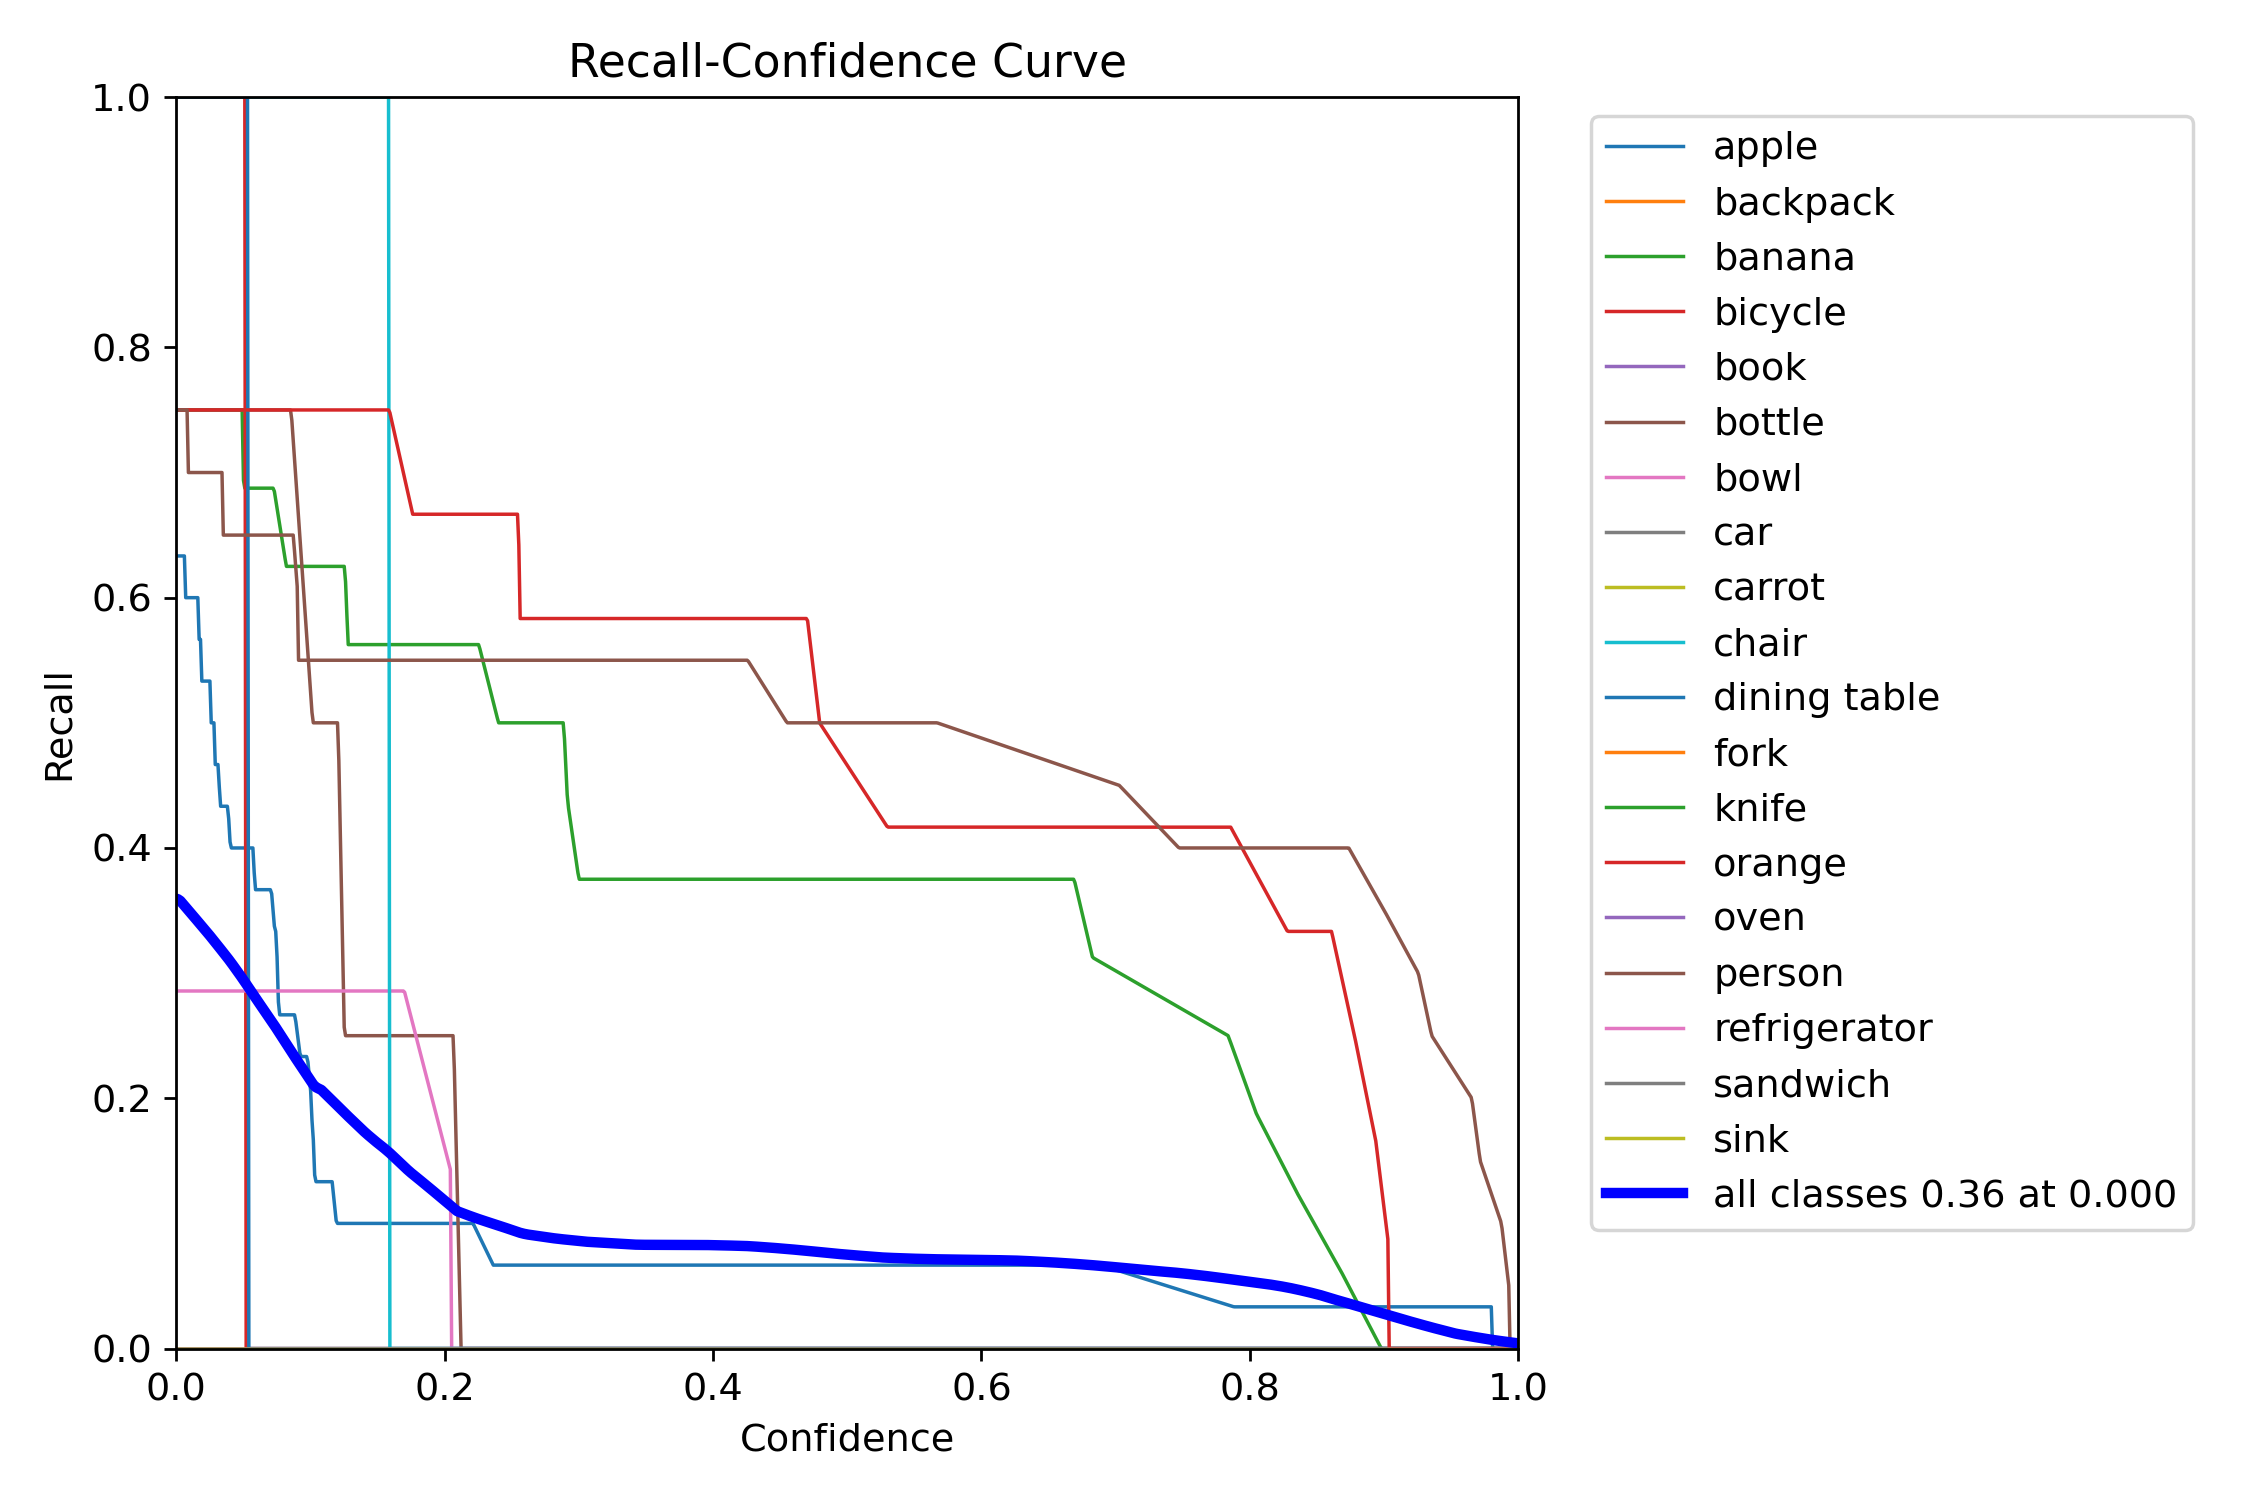 Recall-Confidence Curve
1.0
0.8
0.6
0.4
0.2
0.0
Recall
0.0 0.2 0.4 0.6 0.8 1.0
Confidence
apple
backpack
banana
bicycle
book
bottle
bowl
car
carrot
chair
dining table
fork
knife
orange
oven
person
refrigerator
sandwich
sink
all classes 0.36 at 0.000